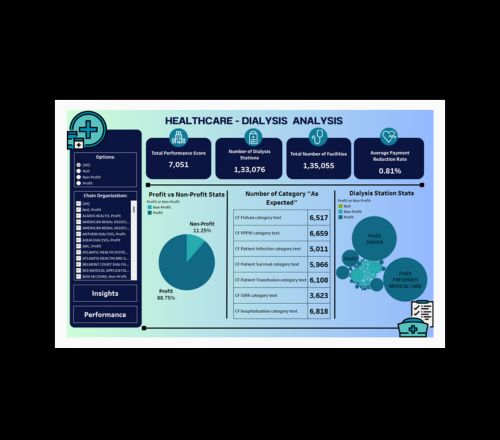 HEALTHCARE - DIALYSIS ANALYSIS
Options:
(All)
Null
Non-Profit
Profit
Chain Organization:
(All)
Null, Profit
ALARIS HEALTH, Profit
AMERICAN RENAL ASSOC...
AMERICAN RENAL ASSOC...
ANTHEM DIALYSIS, Profit
AQUA DIALYSIS, Profit
ARC, Profit
ATLANTIC HEALTH SYSTE...
ATLANTIC HEALTHCARE G...
BELMONT COURT DIALYSI...
BIO-MEDICAL APPLICATIO...
BON SECOURS, Non-Profit
Insights
Performance
Total Performance Score
7,051
Number of Dialysis
Stations
1,33,076
Total Number of Facilities
1,35,055
Average Payment
Reduction Rate
0.81%
Profit vs Non-Profit Stats
Profit or Non-Profit
Non-Profit
Profit
Non-Profit
11.25%
Profit
88.75%
Number of Category "As
Expected"
CF Fistula category text 6,517
CF PPPW category text 6,659
CF Patient Infection category text 5,011
CF Patient Survival category text 5,966
CF Patient Transfusion category text 6,108
CF SWR category text 3,623
CF hospitalization category text 6,818
Dialysis Station Stats
Profit or Non-Profit
Null
Non-Profit
Profit
Profit
DAVITA
Profit
Profit
FRESENIUS
MEDICAL CARE